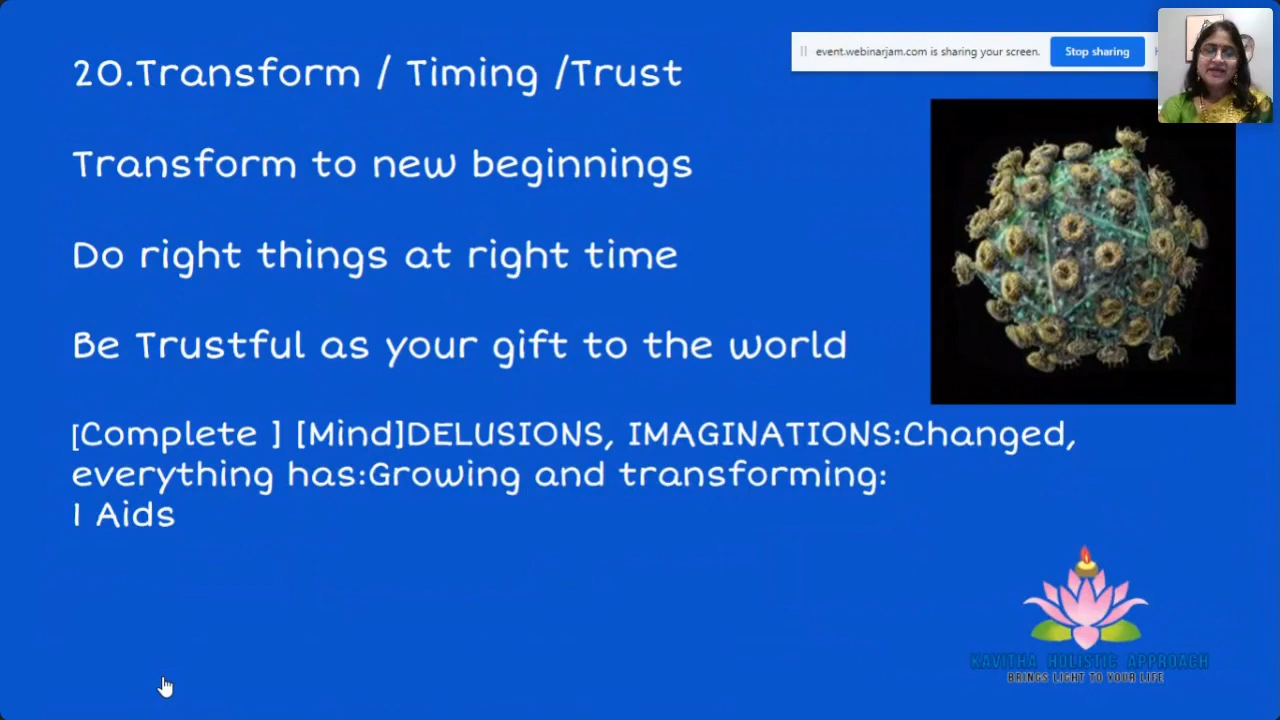 20.Transform / Timing /Trust
event.webinarjam.com is sharing your screen.
Stop sharing
Transform to new beginnings
Do right things at right time
Be Trustful as your gift to the world
[Complete ] [Mind]DELUSIONS, IMAGINATIONS:Changed,
everything has:Growing and transforming:
1 Aids
KAVITHA HOLISTIC APPROACH
BRINGS LIGHT TO YOUR LIFE